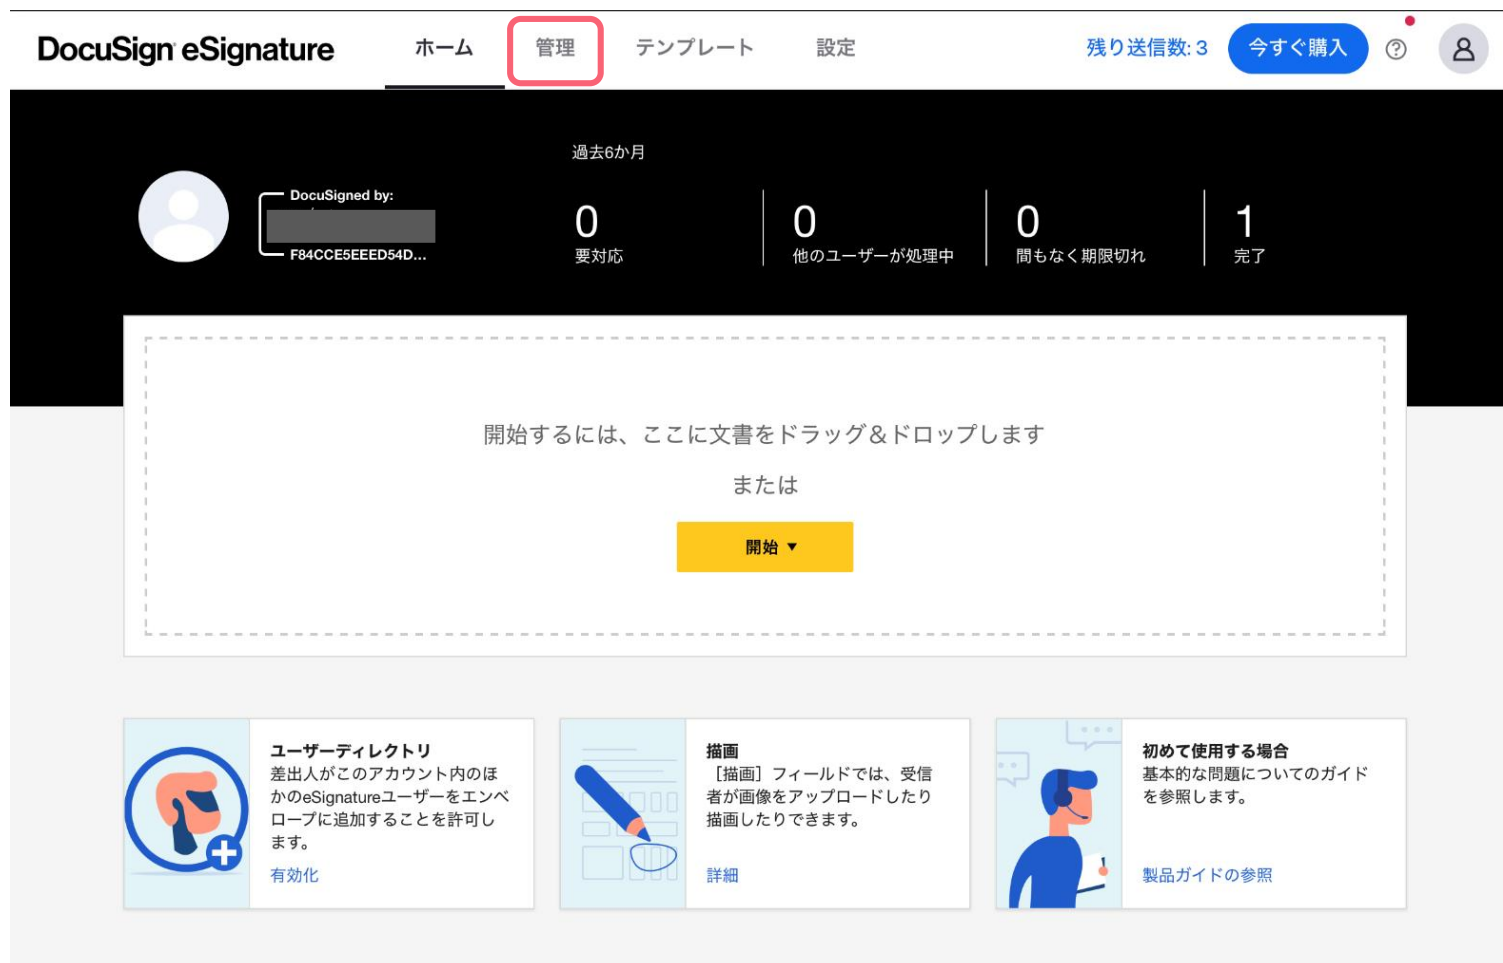 DocuSign eSignature
ホーム
管理
テンプレート
設定
残り送信数: 3
今すぐ購入
?
過去6か月
DocuSigned by:
F84CCE5EEED54D...
0
要対応
0
他のユーザーが処理中
0
間もなく期限切れ
1
完了
開始するには、ここに文書をドラッグ&ドロップします
または
開始 ▼
ユーザーディレクトリ
差出人がこのアカウント内のほ
かのeSignatureユーザーをエンベ
ロープに追加することを許可し
ます。
有効化
描画
［描画］フィールドでは、受信
者が画像をアップロードしたり
描画したりできます。
詳細
初めて使用する場合
基本的な問題についてのガイド
を参照します。
製品ガイドの参照